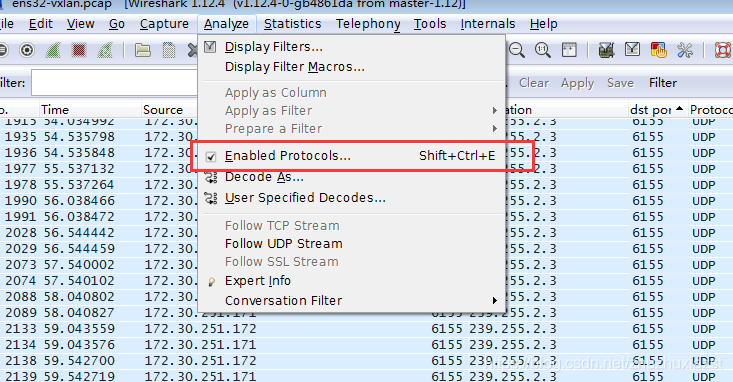 ens32-vxlan.pcap [Wireshark 1.12.4 (v1.12.4-0-gb4861da from master-1.12)]
Edit View Go Capture Analyze Statistics Telephony Tools Internals Help
Filter: Clear Apply Save Filter
Display Filters...
Display Filter Macros...
Apply as Column
Apply as Filter
Prepare a Filter
Enabled Protocols... Shift+Ctrl+E
Decode As...
User Specified Decodes...
Follow TCP Stream
Follow UDP Stream
Follow SSL Stream
Expert Info
Conversation Filter
o. Time Source ation dst por Protoco
1915 54.034992 172.30. .255.2.3 6155 UDP
1935 54.535798 172.30. .255.2.3 6155 UDP
1936 54.535848 172.30. .255.2.3 6155 UDP
1977 55.537132 172.30. .255.2.3 6155 UDP
1978 55.537264 172.30. .255.2.3 6155 UDP
1990 56.038466 172.30. .255.2.3 6155 UDP
1991 56.038472 172.30. .255.2.3 6155 UDP
2028 56.544442 172.30. .255.2.3 6155 UDP
2029 56.544459 172.30. .255.2.3 6155 UDP
2073 57.540002 172.30. .255.2.3 6155 UDP
2074 57.540102 172.30. .255.2.3 6155 UDP
2088 58.040802 172.30. .255.2.3 6155 UDP
2089 58.040827 172.30.251.171 6155 239.255.2.3 6155 UDP
2133 59.043559 172.30.251.172 6155 239.255.2.3 6155 UDP
2134 59.043576 172.30.251.172 6155 239.255.2.3 6155 UDP
2138 59.542700 172.30.251.171 6155 239.255.2.3 6155 UDP
2139 59.542719 172.30.251.171 6155 239.255.2.3 6155 UDP